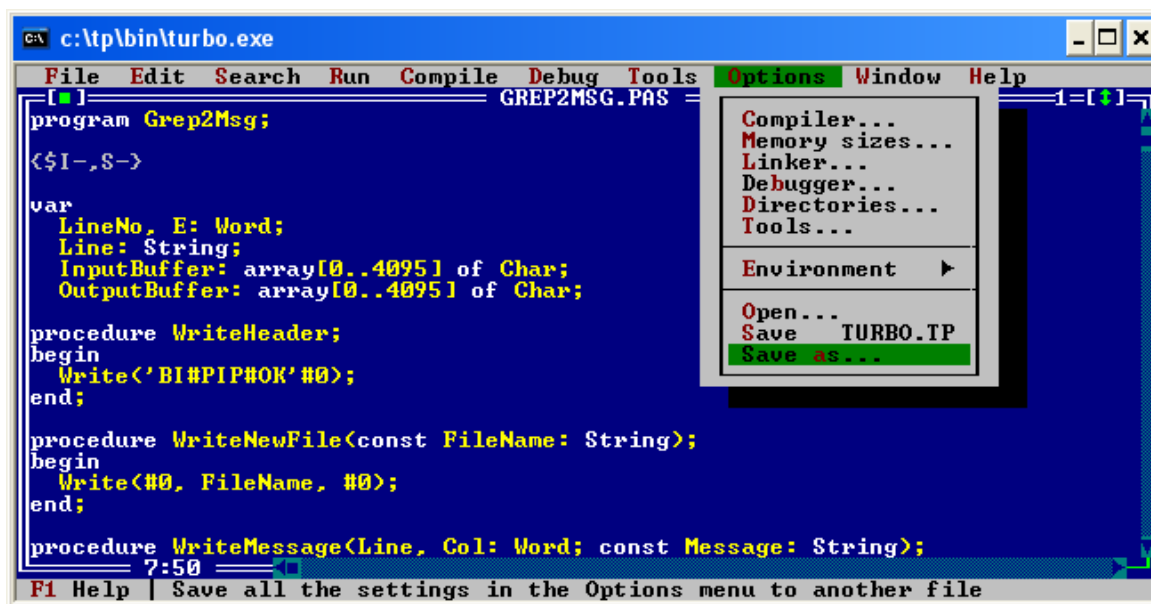 c:\tp\bin\turbo.exe
File Edit Search Run Compile Debug Tools Options Window Help
GREP2MSG.PAS 1
program Grep2Msg;
{$I-,S-}
var
LineNo, E: Word;
Line: String;
InputBuffer: array[0..4095] of Char;
OutputBuffer: array[0..4095] of Char;
procedure WriteHeader;
begin
Write('BI#PIP#OK'#0);
end;
procedure WriteNewFile(const FileName: String);
begin
Write(#0, FileName, #0);
end;
procedure WriteMessage(Line, Col: Word; const Message: String);
7:50
Compiler...
Memory sizes...
Linker...
Debugger...
Directories...
Tools...
Environment
Open...
Save TURBO.TP
Save as...
F1 Help | Save all the settings in the Options menu to another file